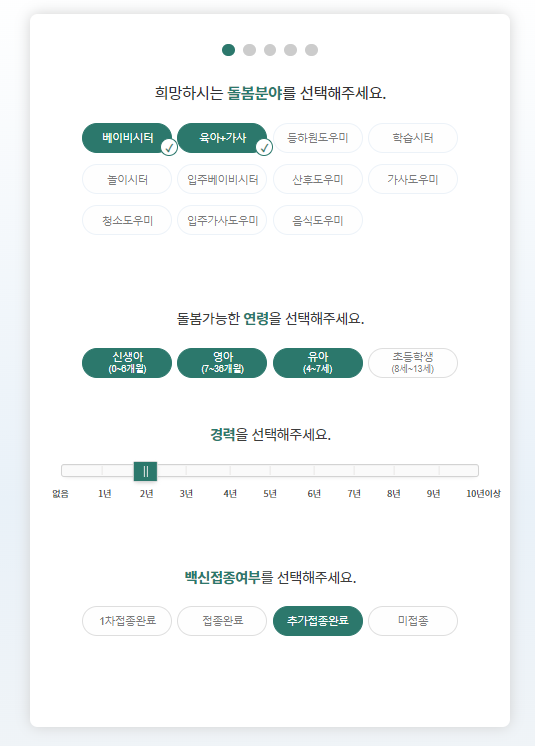 희망하시는 돌봄분야를 선택해주세요.
베이비시터 육아+가사 등하원도우미 학습시터
놀이시터 입주베이비시터 산후도우미 가사도우미
청소도우미 입주가사도우미 음식도우미
돌봄가능한 연령을 선택해주세요.
신생아 영아 유아 초등학생
(0~6개월) (7~36개월) (4~7세) (8세~13세)
경력을 선택해주세요.
없음 1년 2년 3년 4년 5년 6년 7년 8년 9년 10년이상
백신접종여부를 선택해주세요.
1차접종완료 접종완료 추가접종완료 미접종